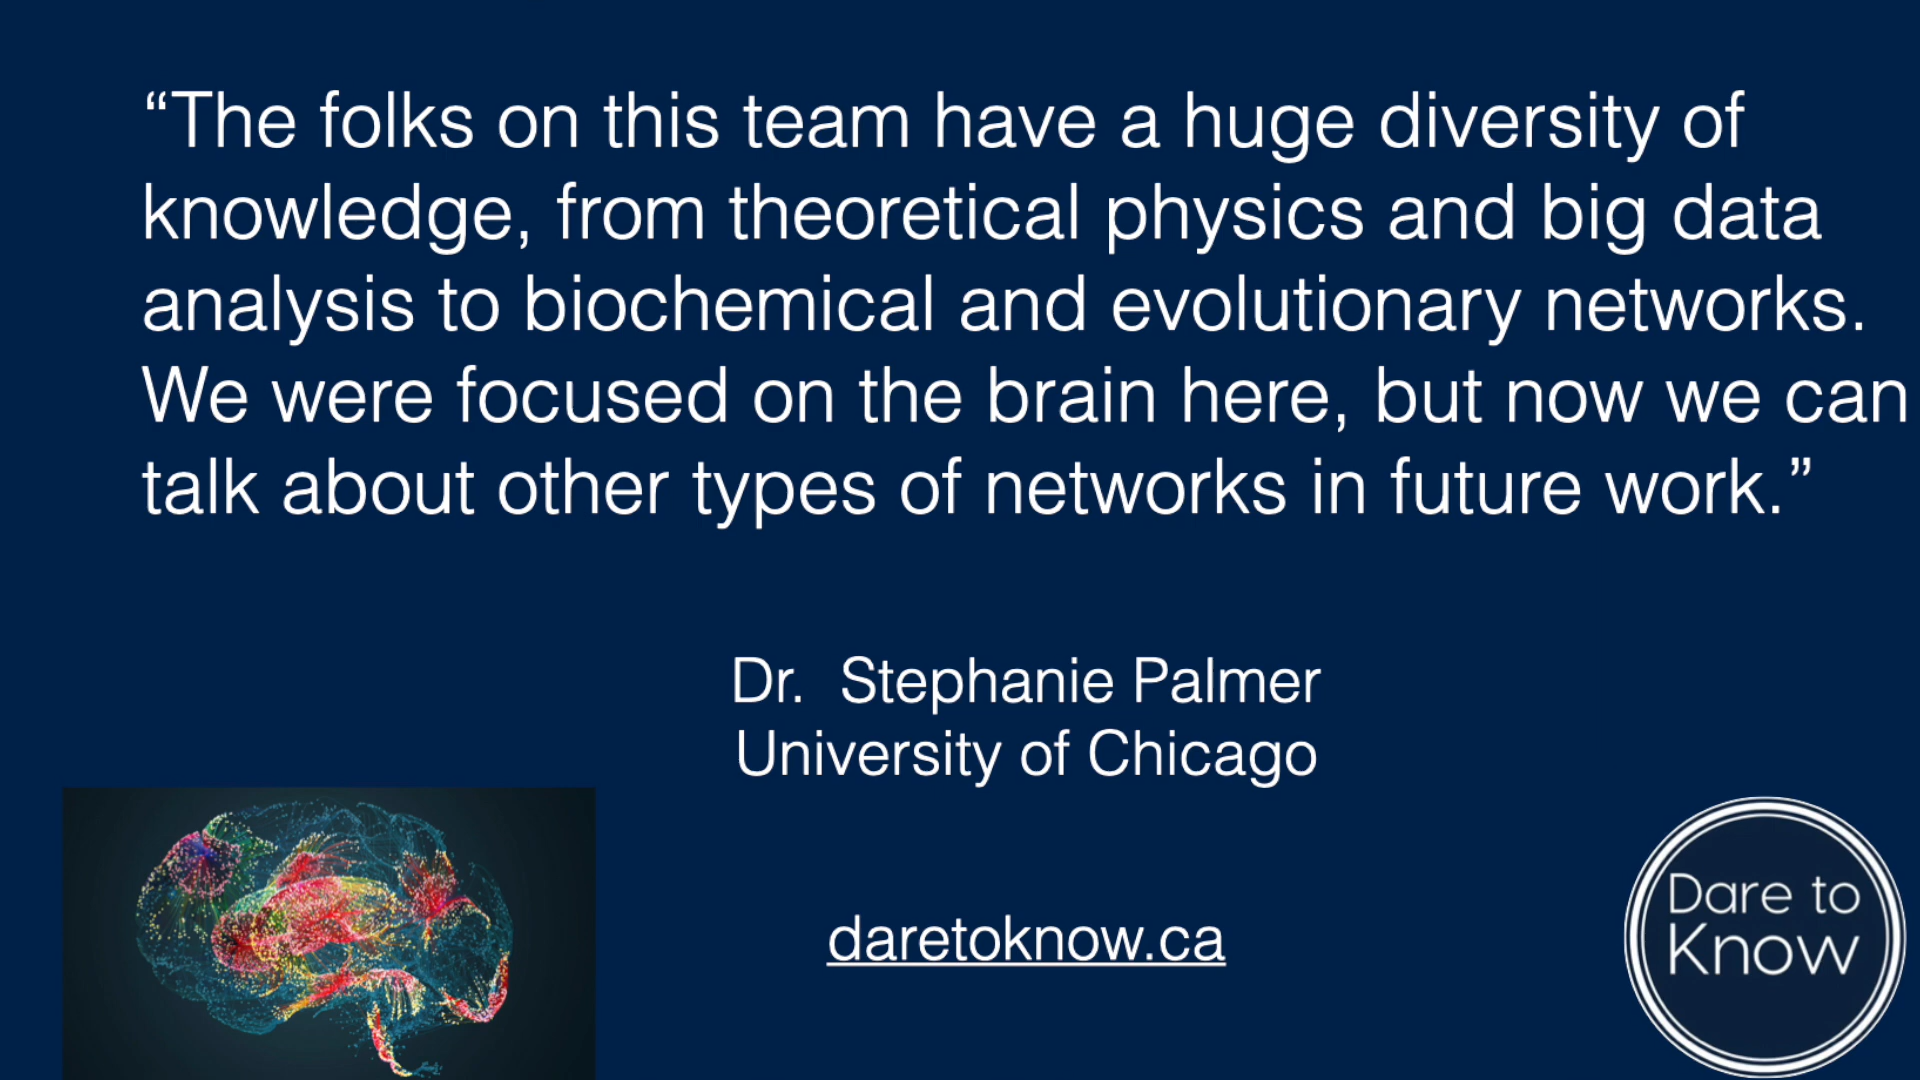 “The folks on this team have a huge diversity of
knowledge, from theoretical physics and big data
analysis to biochemical and evolutionary networks.
We were focused on the brain here, but now we can
talk about other types of networks in future work.”
Dr. Stephanie Palmer
University of Chicago
daretoknow.ca
Dare to
Know